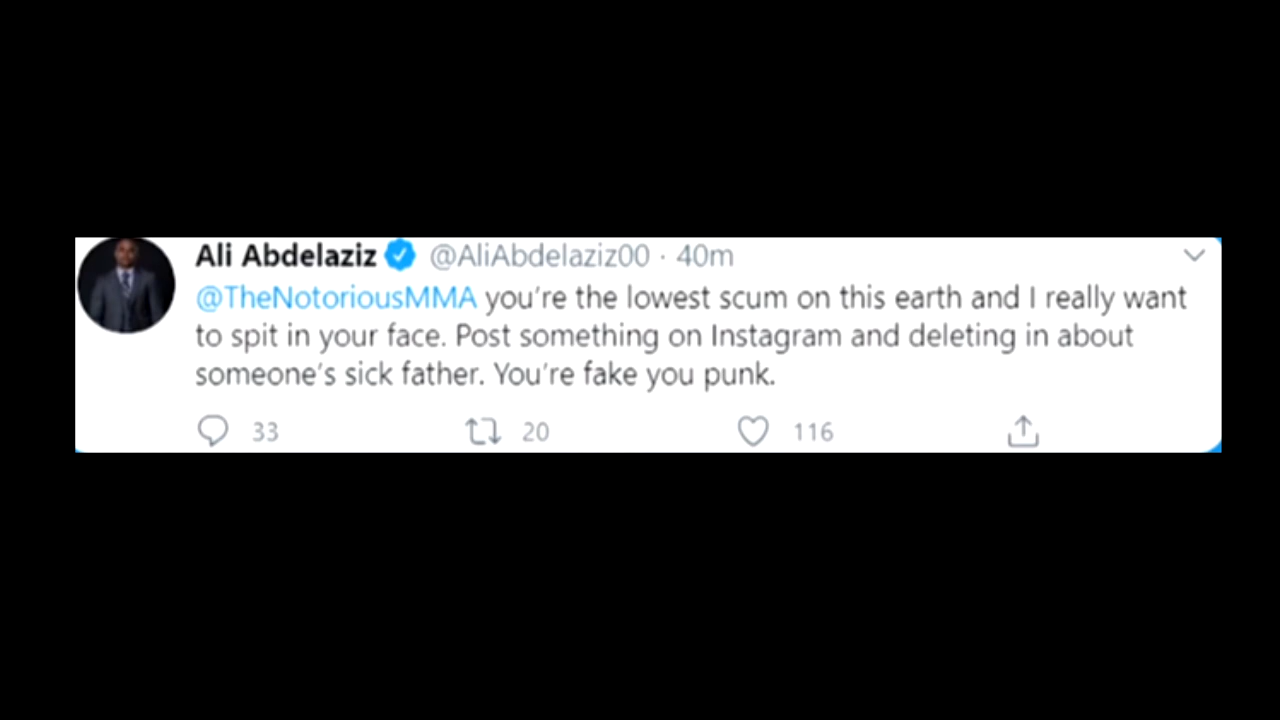 Ali Abdelaziz @AliAbdelaziz00 · 40m
@TheNotoriousMMA you're the lowest scum on this earth and I really want
to spit in your face. Post something on Instagram and deleting in about
someone's sick father. You're fake you punk.
33 20 116